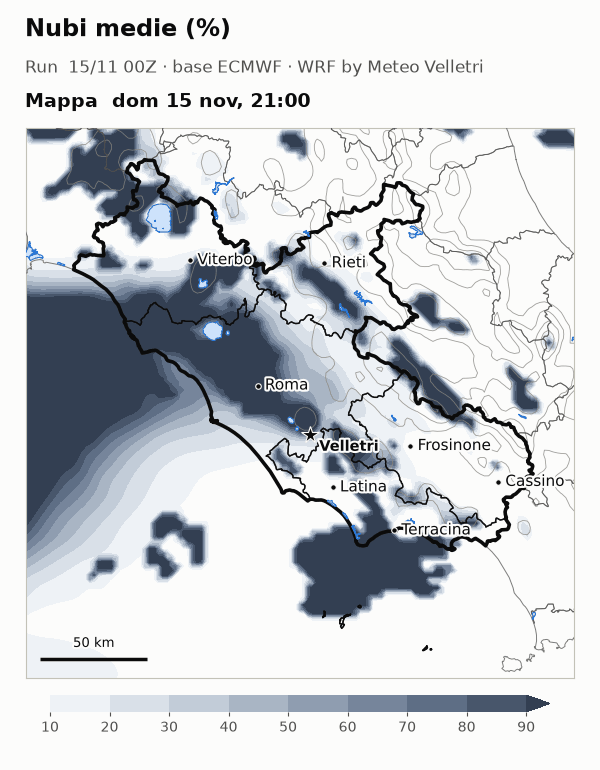 Nubi medie (%)
Run 15/11 00Z · base ECMWF · WRF by Meteo Velletri
Mappa dom 15 nov, 21:00
Viterbo
Rieti
Roma
Velletri
Frosinone
Latina
Cassino
Terracina
50 km
10 20 30 40 50 60 70 80 90